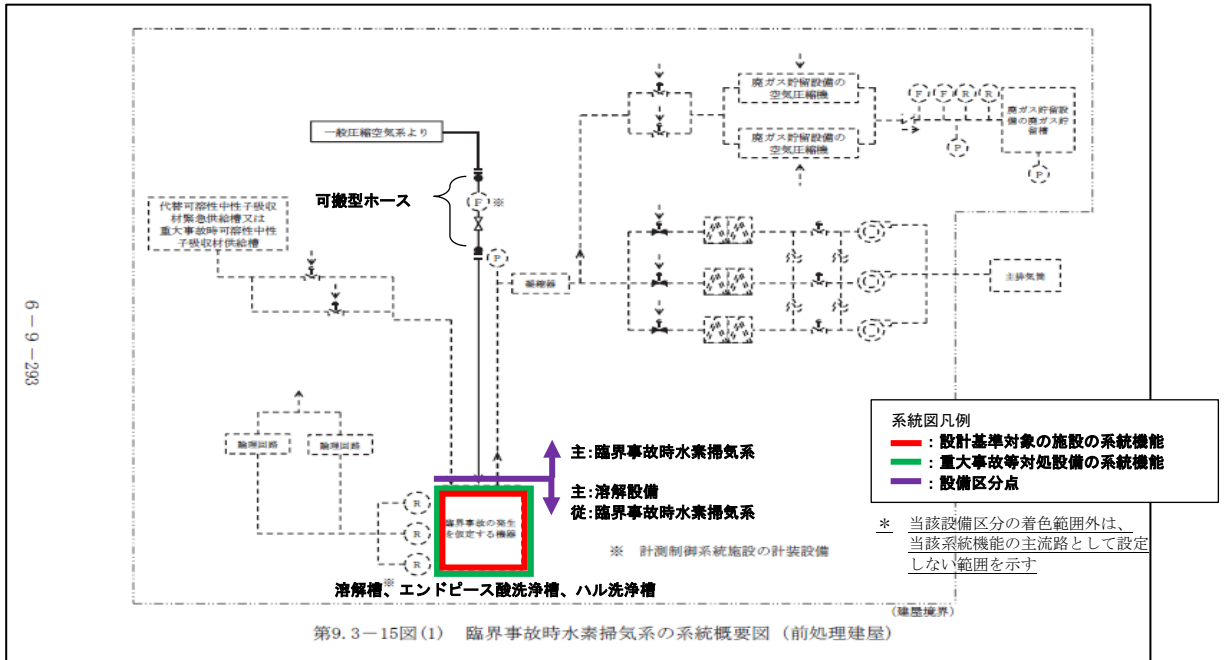 廃ガス貯留設備の
空気圧縮機
廃ガス貯留設備の
空気圧縮機
F F R R
P
廃ガス貯留設
備の廃ガス貯
留槽
P
一般圧縮空気系より
可搬型ホース
F ※
P
代替可溶性中性子吸収
材緊急供給槽又は
重大事故時可溶性中性
子吸収材供給槽
凝縮器
主排気筒
6-9-293
論理回路
論理回路
主:臨界事故時水素掃気系
主:溶解設備
従:臨界事故時水素掃気系
R
R
R
※
臨界事故の発生
を仮定する機器
※ 計測制御系統施設の計装設備
溶解槽、エンドピース酸洗浄槽、ハル洗浄槽
系統図凡例
:設計基準対象の施設の系統機能
:重大事故等対処設備の系統機能
:設備区分点
* 当該設備区分の着色範囲外は、
当該系統機能の主流路として設定
しない範囲を示す
(建屋境界)
第9.3-15図(1) 臨界事故時水素掃気系の系統概要図(前処理建屋)